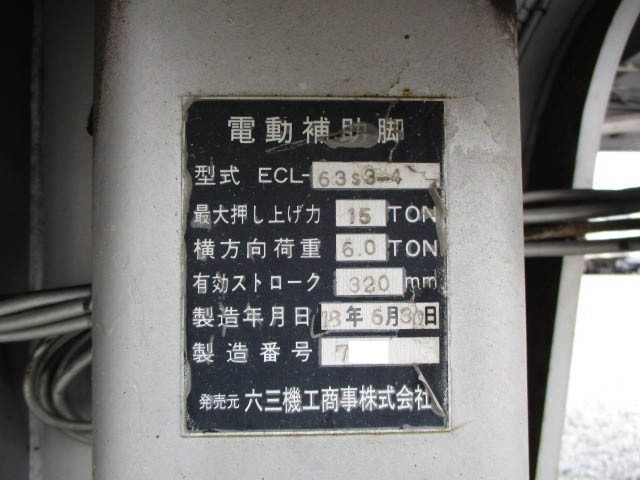 電動補助脚
型式 ECL-63s3-4
最大押し上げ力 15 TON
横方向荷重 6.0 TON
有効ストローク 320 mm
製造年月日 18年 6月30日
製造番号 7
発売元 六三機工商事株式会社